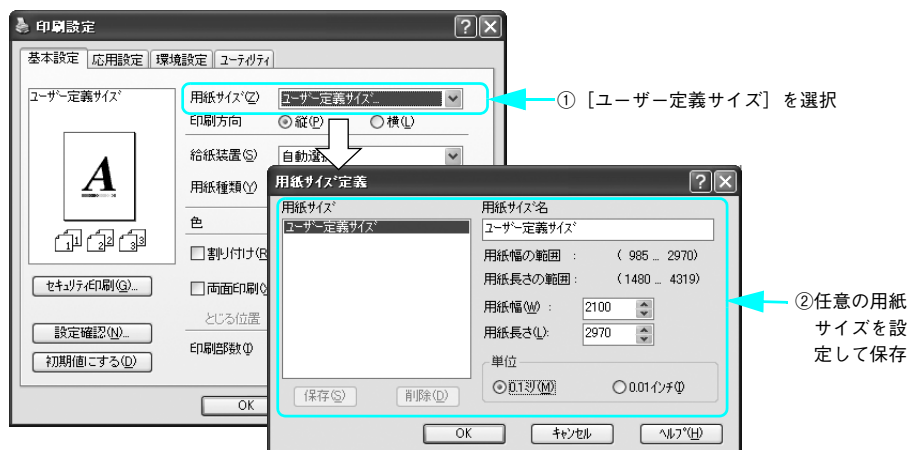 印刷設定
基本設定 応用設定 環境設定 ユーティリティ
ユーザー定義サイズ
用紙サイズ(Z) ユーザー定義サイズ...
①［ユーザー定義サイズ］を選択
印刷方向 縦(P) 横(L)
給紙装置(S) 自動選択
用紙種類(Y)
色
割り付け(R
両面印刷(
とじる位置
印刷部数(I)
A
1 1 2 2 3 3
セキュリティ印刷(G)...
設定確認(N)...
初期値にする(D)
OK
用紙サイズ定義
用紙サイズ
ユーザー定義サイズ
保存(S) 削除(D)
用紙サイズ名
ユーザー定義サイズ
用紙幅の範囲 : ( 985 .. 2970)
用紙長さの範囲 : (1480 .. 4319)
用紙幅(W) : 2100
用紙長さ(L): 2970
単位
0.1ミリ(M) 0.01インチ(I)
OK キャンセル ヘルプ(H)
②任意の用紙
サイズを設
定して保存